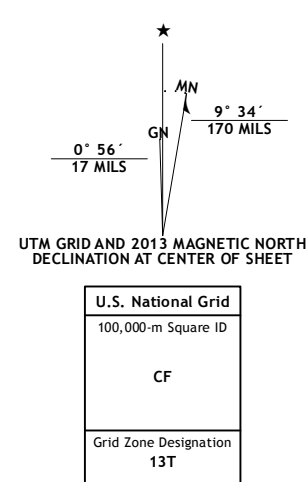 ★
MN
GN
9° 34´
170 MILS
0° 56´
17 MILS
UTM GRID AND 2013 MAGNETIC NORTH
DECLINATION AT CENTER OF SHEET
U.S. National Grid
100,000-m Square ID
CF
Grid Zone Designation
13T